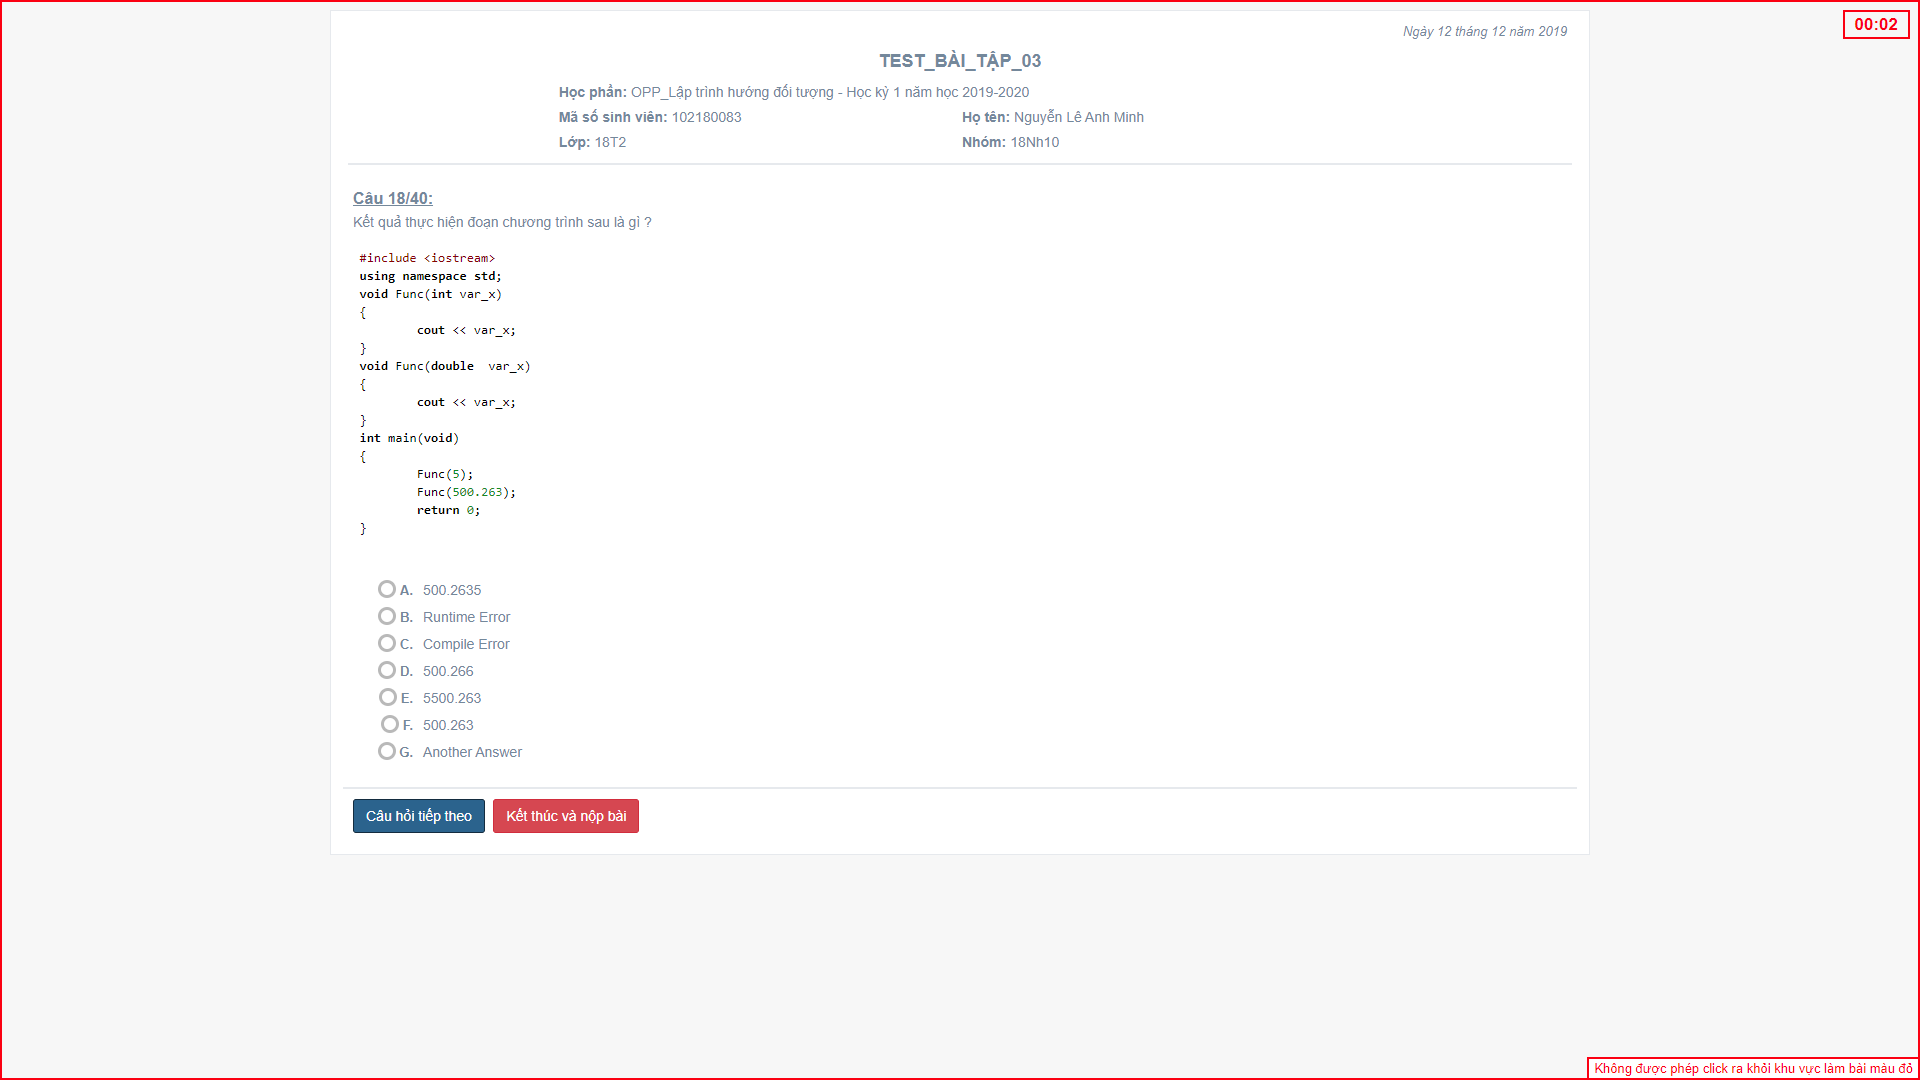 00:02
Ngày 12 tháng 12 năm 2019
TEST_BÀI_TẬP_03
Học phần: OPP_Lập trình hướng đối tượng - Học kỳ 1 năm học 2019-2020
Mã số sinh viên: 102180083 Họ tên: Nguyễn Lê Anh Minh
Lớp: 18T2 Nhóm: 18Nh10
Câu 18/40:
Kết quả thực hiện đoạn chương trình sau là gì ?
#include <iostream>
using namespace std;
void Func(int var_x)
{
cout << var_x;
}
void Func(double  var_x)
{
cout << var_x;
}
int main(void)
{
Func(5);
Func(500.263);
return 0;
}
A. 500.2635
B. Runtime Error
C. Compile Error
D. 500.266
E. 5500.263
F. 500.263
G. Another Answer
Câu hỏi tiếp theo Kết thúc và nộp bài
Không được phép click ra khỏi khu vực làm bài màu đỏ